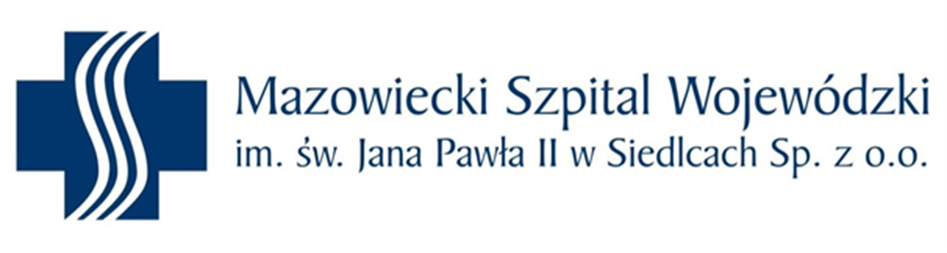 Mazowiecki Szpital Wojewódzki
im. św. Jana Pawła II w Siedlcach Sp. z o.o.